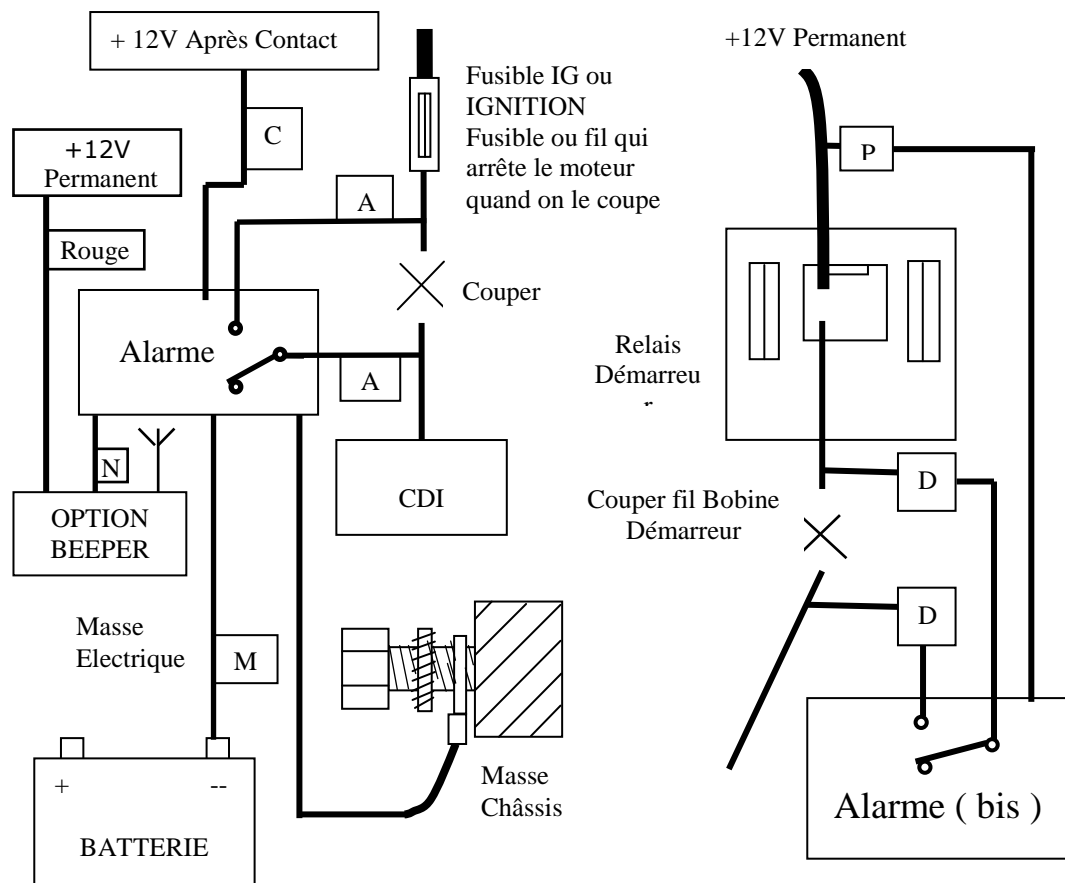 + 12V Après Contact
+12V Permanent
Fusible IG ou
IGNITION
Fusible ou fil qui
arrête le moteur
quand on le coupe
C
P
+12V
Permanent
A
Rouge
Couper
Alarme
A
Relais
Démarreu
r
N
CDI
D
OPTION
BEEPER
Couper fil Bobine
Démarreur
D
Masse
Electrique
M
Masse
Châssis
+
--
BATTERIE
Alarme ( bis )